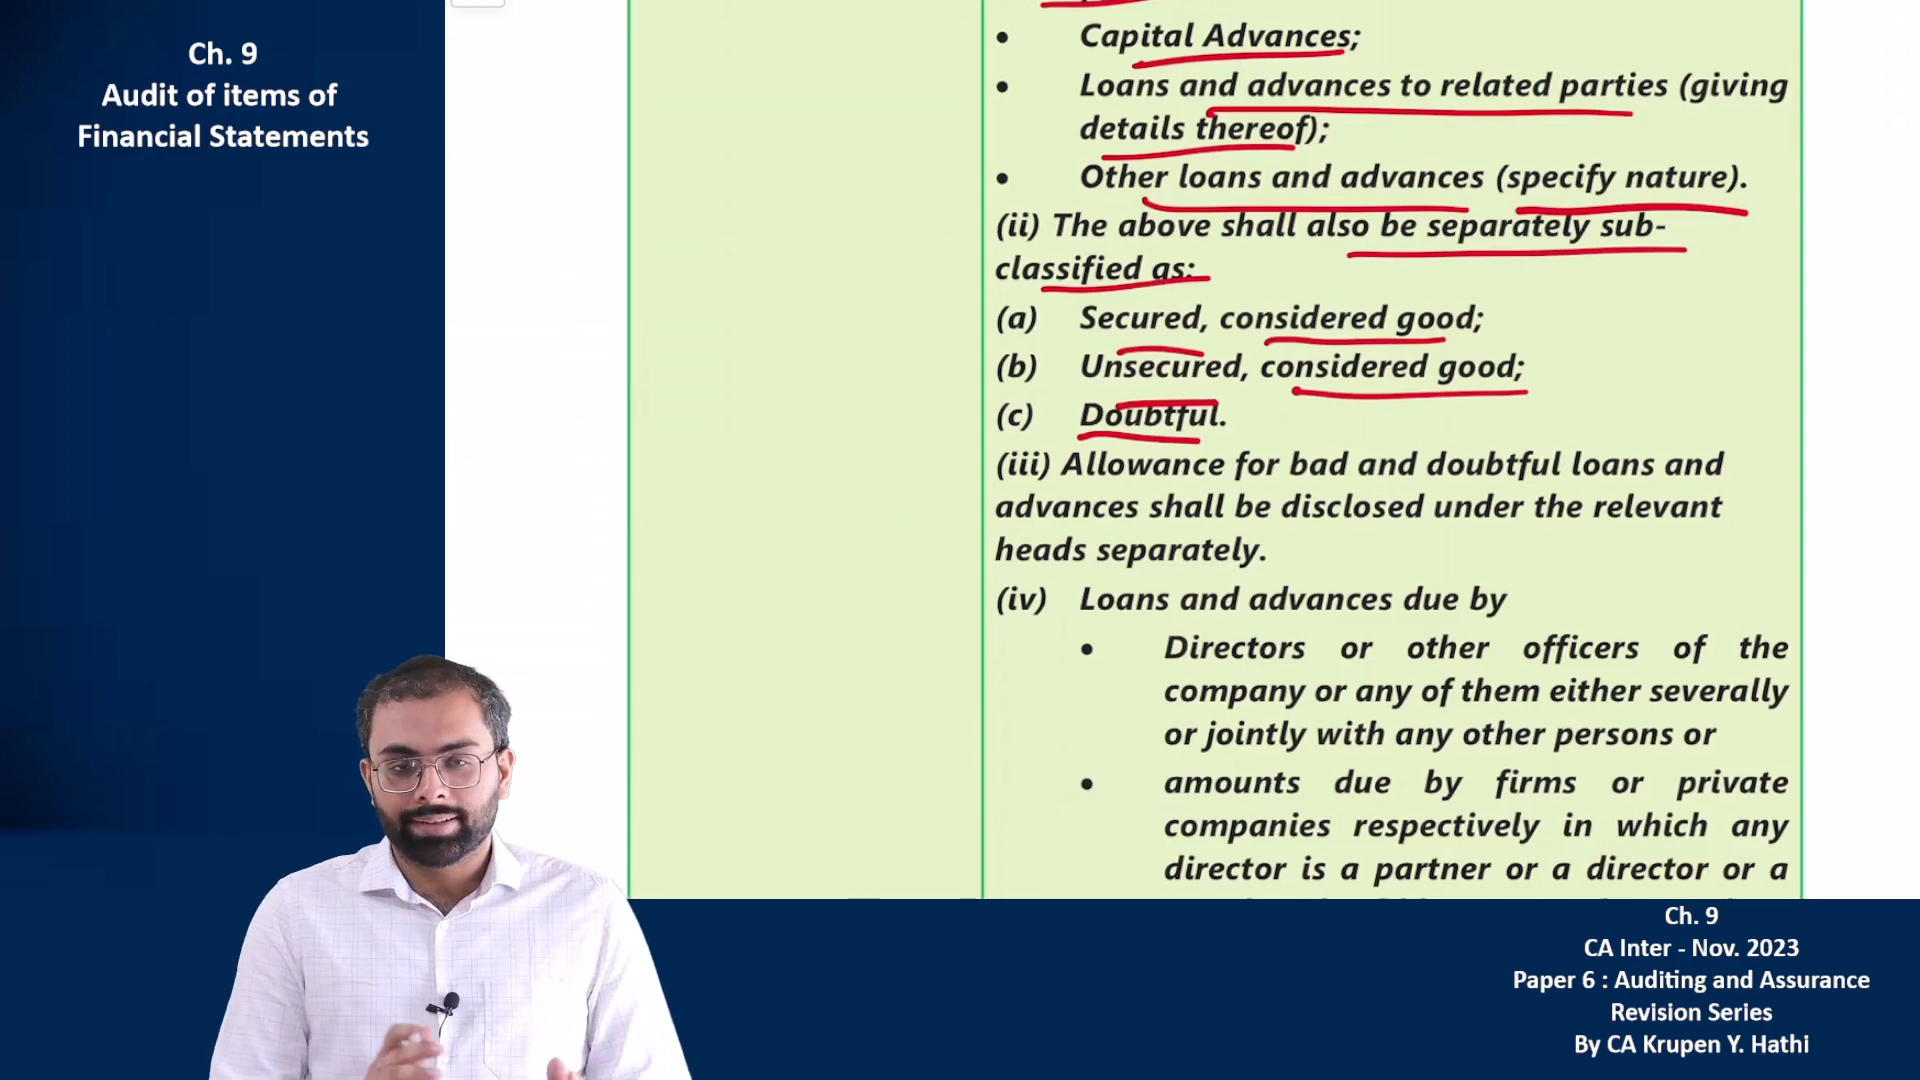 Ch. 9
Audit of items of
Financial Statements
• Capital Advances;
• Loans and advances to related parties (giving
details thereof);
• Other loans and advances (specify nature).
(ii) The above shall also be separately sub-
classified as:
(a) Secured, considered good;
(b) Unsecured, considered good;
(c) Doubtful.
(iii) Allowance for bad and doubtful loans and
advances shall be disclosed under the relevant
heads separately.
(iv) Loans and advances due by
• Directors or other officers of the
company or any of them either severally
or jointly with any other persons or
• amounts due by firms or private
companies respectively in which any
director is a partner or a director or a
Ch. 9
CA Inter - Nov. 2023
Paper 6 : Auditing and Assurance
Revision Series
By CA Krupen Y. Hathi